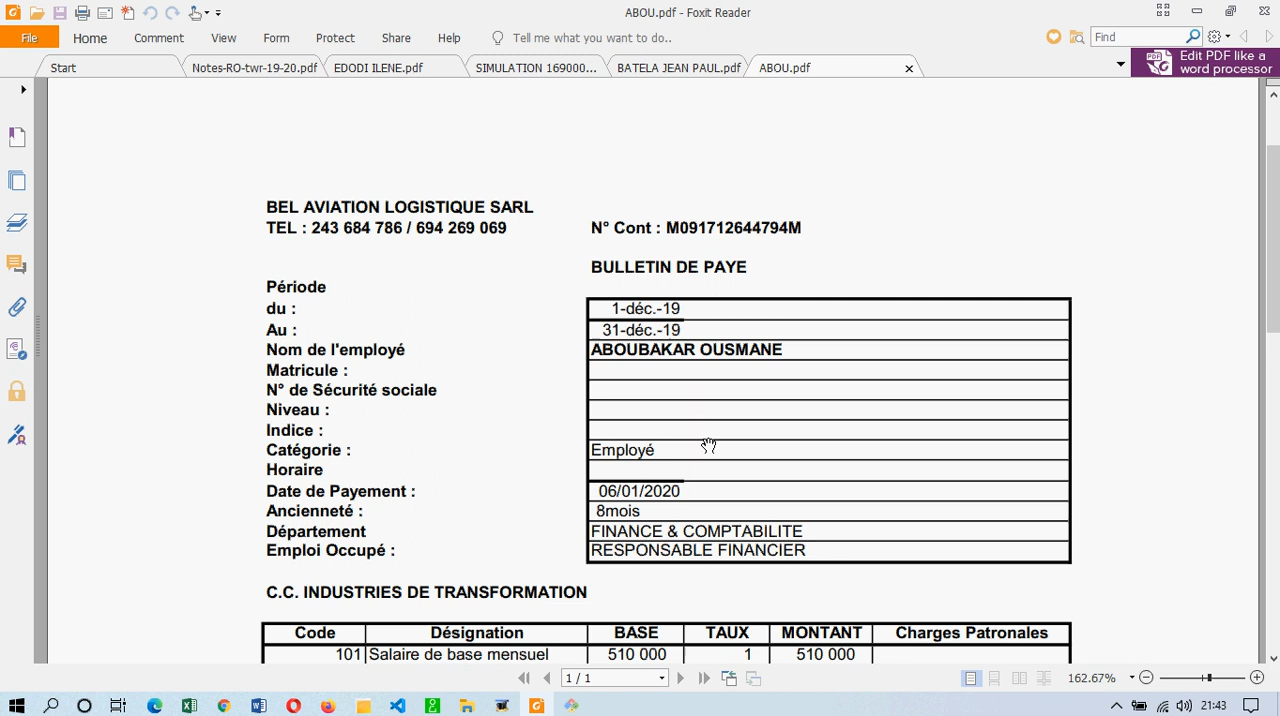 ABOU.pdf - Foxit Reader
File Home Comment View Form Protect Share Help Tell me what you want to do.. Find
Start Notes-RO-twr-19-20.pdf EDODI ILENE.pdf SIMULATION 169000... BATELA JEAN PAUL.pdf ABOU.pdf
Edit PDF like a
word processor
BEL AVIATION LOGISTIQUE SARL
TEL : 243 684 786 / 694 269 069 N° Cont : M091712644794M
BULLETIN DE PAYE
Période
du : 1-déc.-19
Au : 31-déc.-19
Nom de l'employé ABOUBAKAR OUSMANE
Matricule :
N° de Sécurité sociale
Niveau :
Indice :
Catégorie : Employé
Horaire
Date de Payement : 06/01/2020
Ancienneté : 8mois
Département FINANCE & COMPTABILITE
Emploi Occupé : RESPONSABLE FINANCIER
C.C. INDUSTRIES DE TRANSFORMATION
Code Désignation BASE TAUX MONTANT Charges Patronales
101 Salaire de base mensuel 510 000 1 510 000
1 / 1 162.67%
21:43